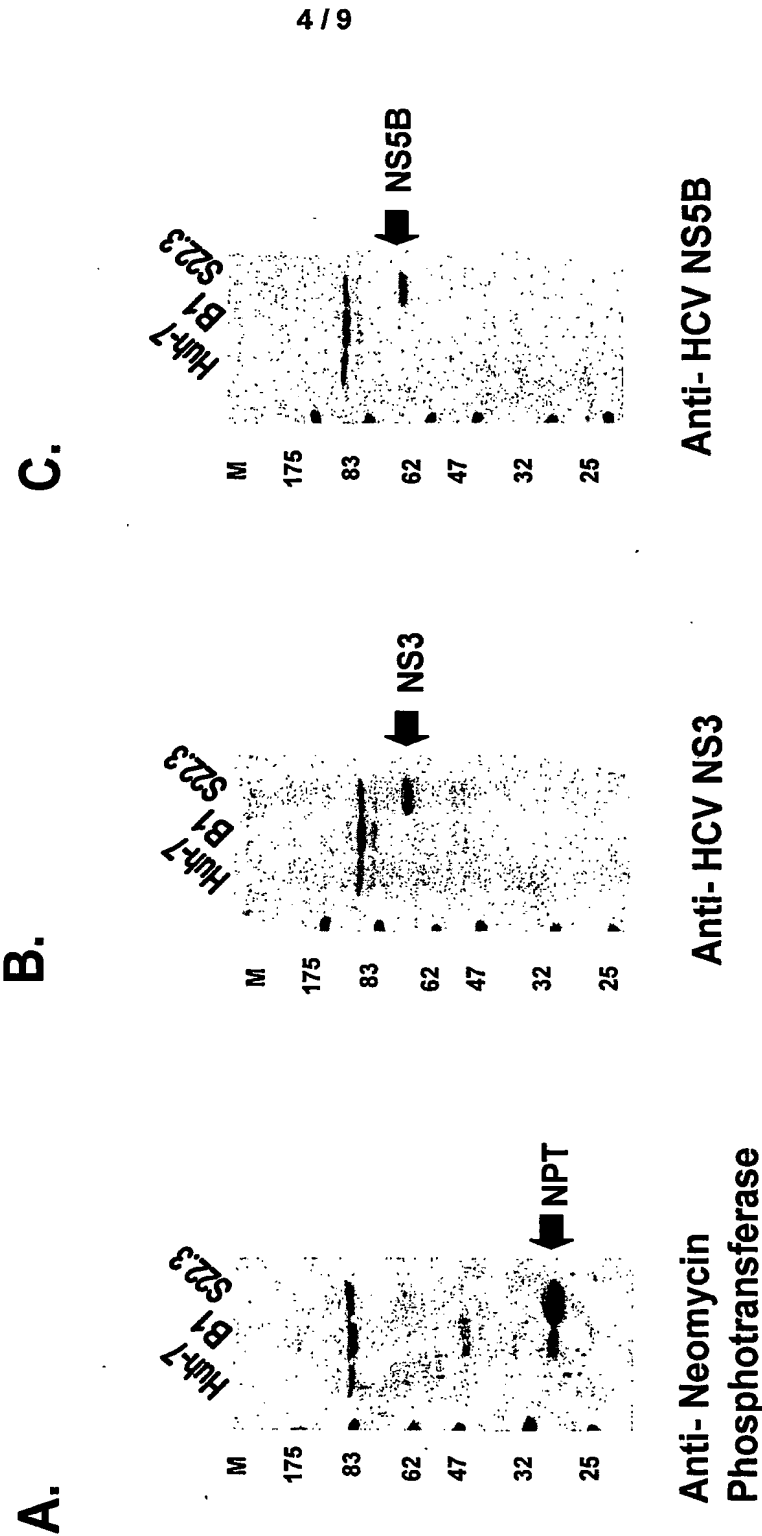 4 / 9
A.
Huh-7 B1 S22.3
M
175
83
62
47
32
25
NPT
Anti- Neomycin
Phosphotransferase
B.
Huh-7 B1 S22.3
M
175
83
62
47
32
25
NS3
Anti- HCV NS3
C.
Huh-7 B1 S22.3
M
175
83
62
47
32
25
NS5B
Anti- HCV NS5B